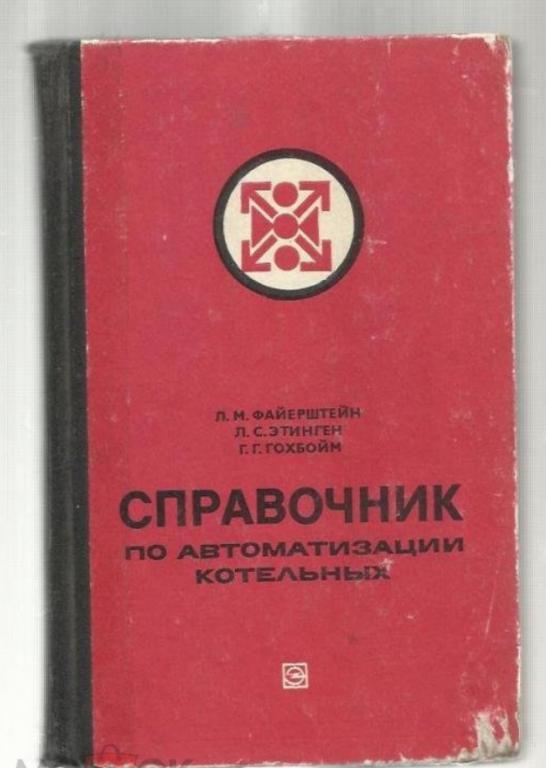 Л. М. ФАЙЕРШТЕЙН
Л. С. ЭТИНГЕН
Г. Г. ГОХБОЙМ
СПРАВОЧНИК
ПО АВТОМАТИЗАЦИИ
КОТЕЛЬНЫХ